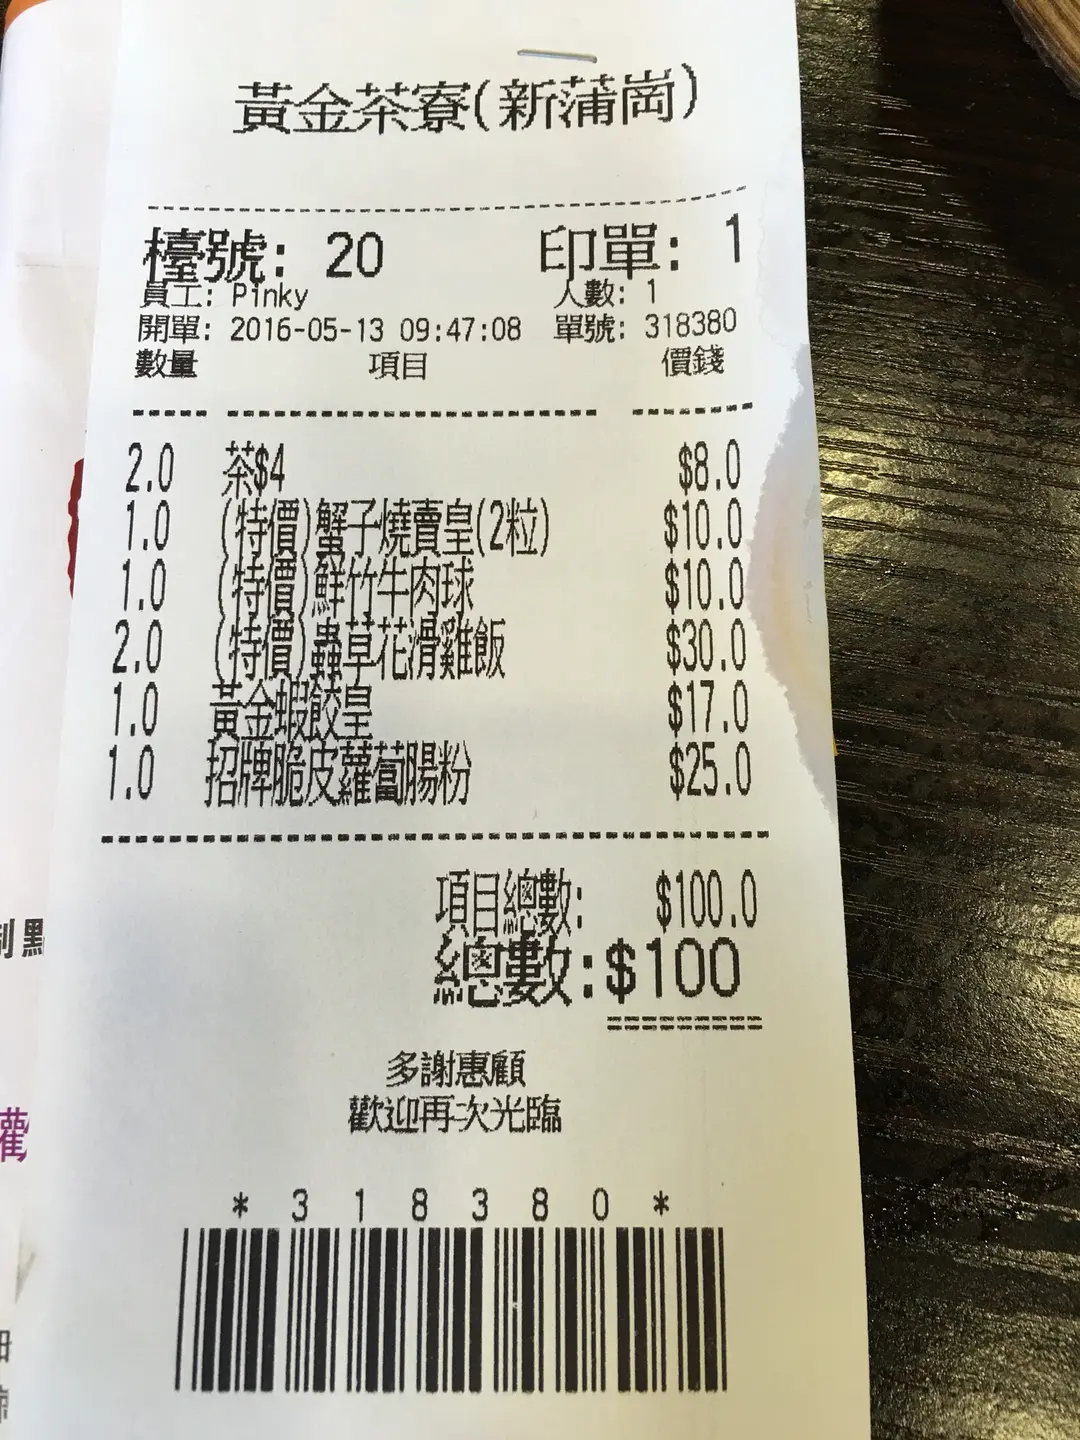 黃金茶寮(新蒲崗)
檯號: 20 印單: 1
員工: Pinky 人數: 1
開單: 2016-05-13 09:47:08 單號: 318380
數量 項目 價錢
2.0 茶$4 $8.0
1.0 (特價)蟹子燒賣皇(2粒) $10.0
1.0 (特價)鮮竹牛肉球 $10.0
2.0 (特價)蟲草花滑雞飯 $30.0
1.0 黃金蝦餃皇 $17.0
1.0 招牌脆皮蘿蔔腸粉 $25.0
項目總數: $100.0
總數:$100
多謝惠顧
歡迎再次光臨
*318380*